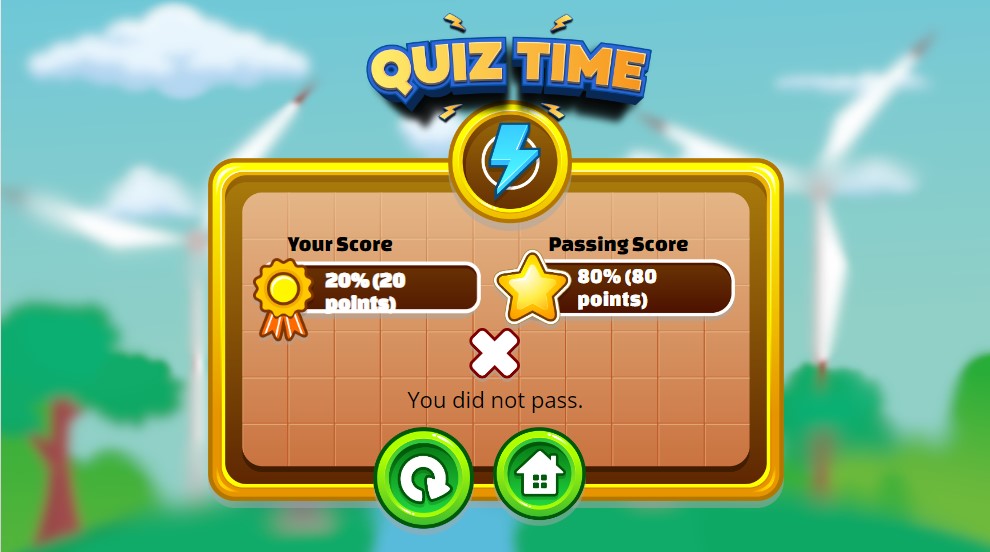 QUIZ TIME
Your Score
20% (20
points)
Passing Score
80% (80
points)
You did not pass.